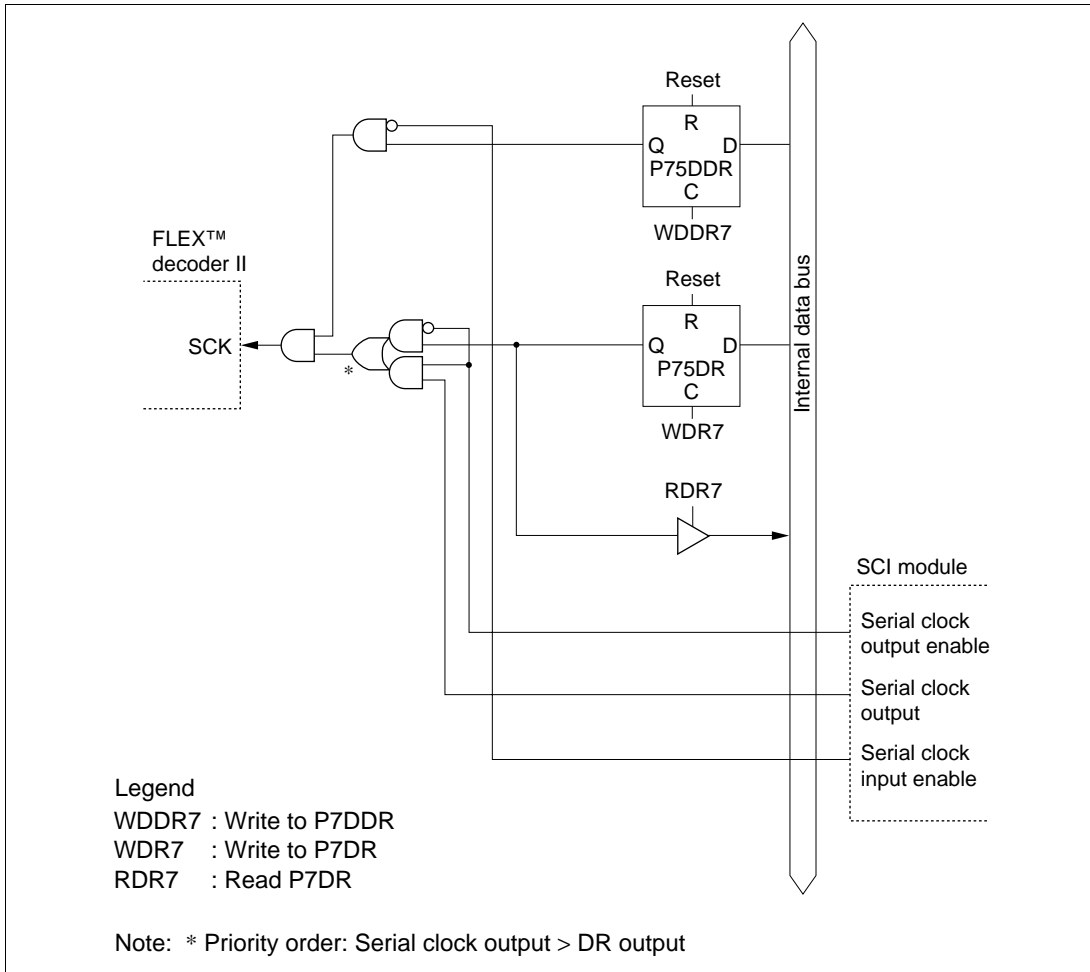 Reset
R
Q
D
P75DDR
C
WDDR7
FLEX™
decoder II
SCK
*
Reset
R
Q
D
P75DR
C
WDR7
Internal data bus
RDR7
SCI module
Serial clock
output enable
Serial clock
output
Serial clock
input enable
Legend
WDDR7 : Write to P7DDR
WDR7 : Write to P7DR
RDR7 : Read P7DR
Note: * Priority order: Serial clock output > DR output